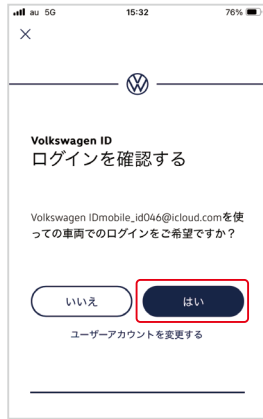 au 5G 15:32 76%
Volkswagen ID
ログインを確認する
Volkswagen IDmobile_id046@icloud.comを使
っての車両でのログインをご希望ですか？
いいえ はい
ユーザーアカウントを変更する